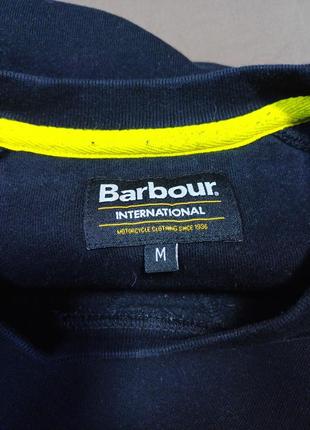 Barbour.
INTERNATIONAL
MOTORCYCLE CLOTHING SINCE 1936
M